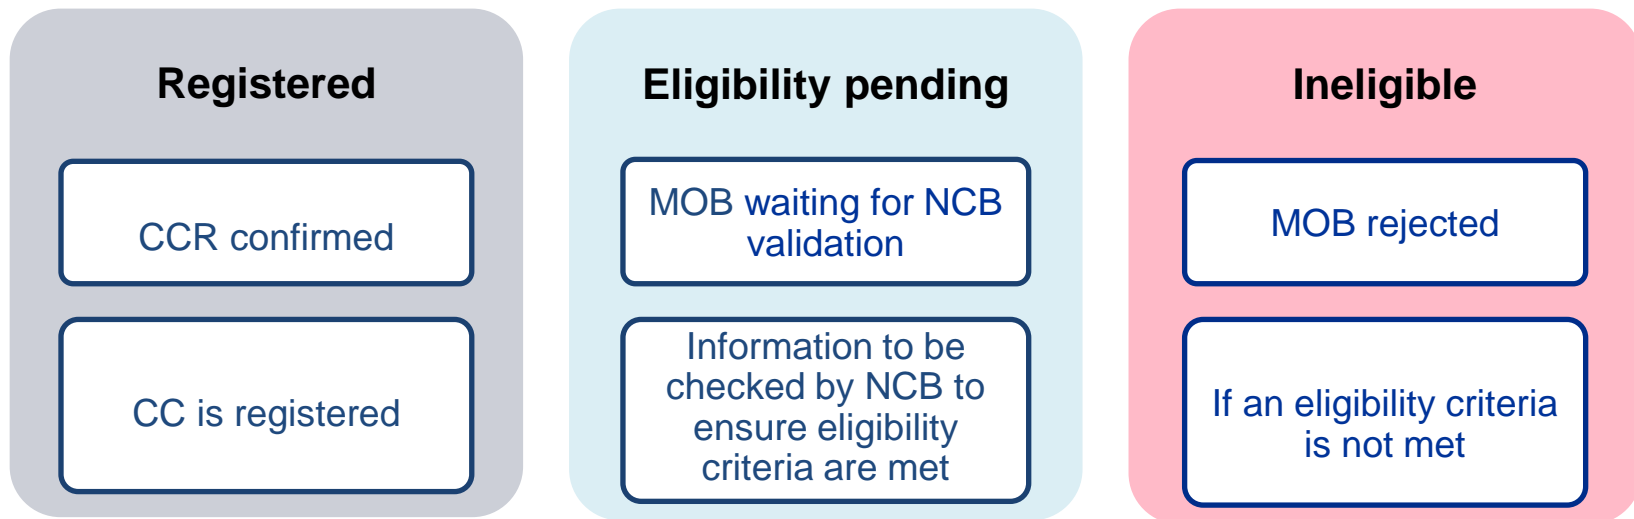 Registered
CCR confirmed
CC is registered
Eligibility pending
MOB waiting for NCB
validation
Information to be
checked by NCB to
ensure eligibility
criteria are met
Ineligible
MOB rejected
If an eligibility criteria
is not met